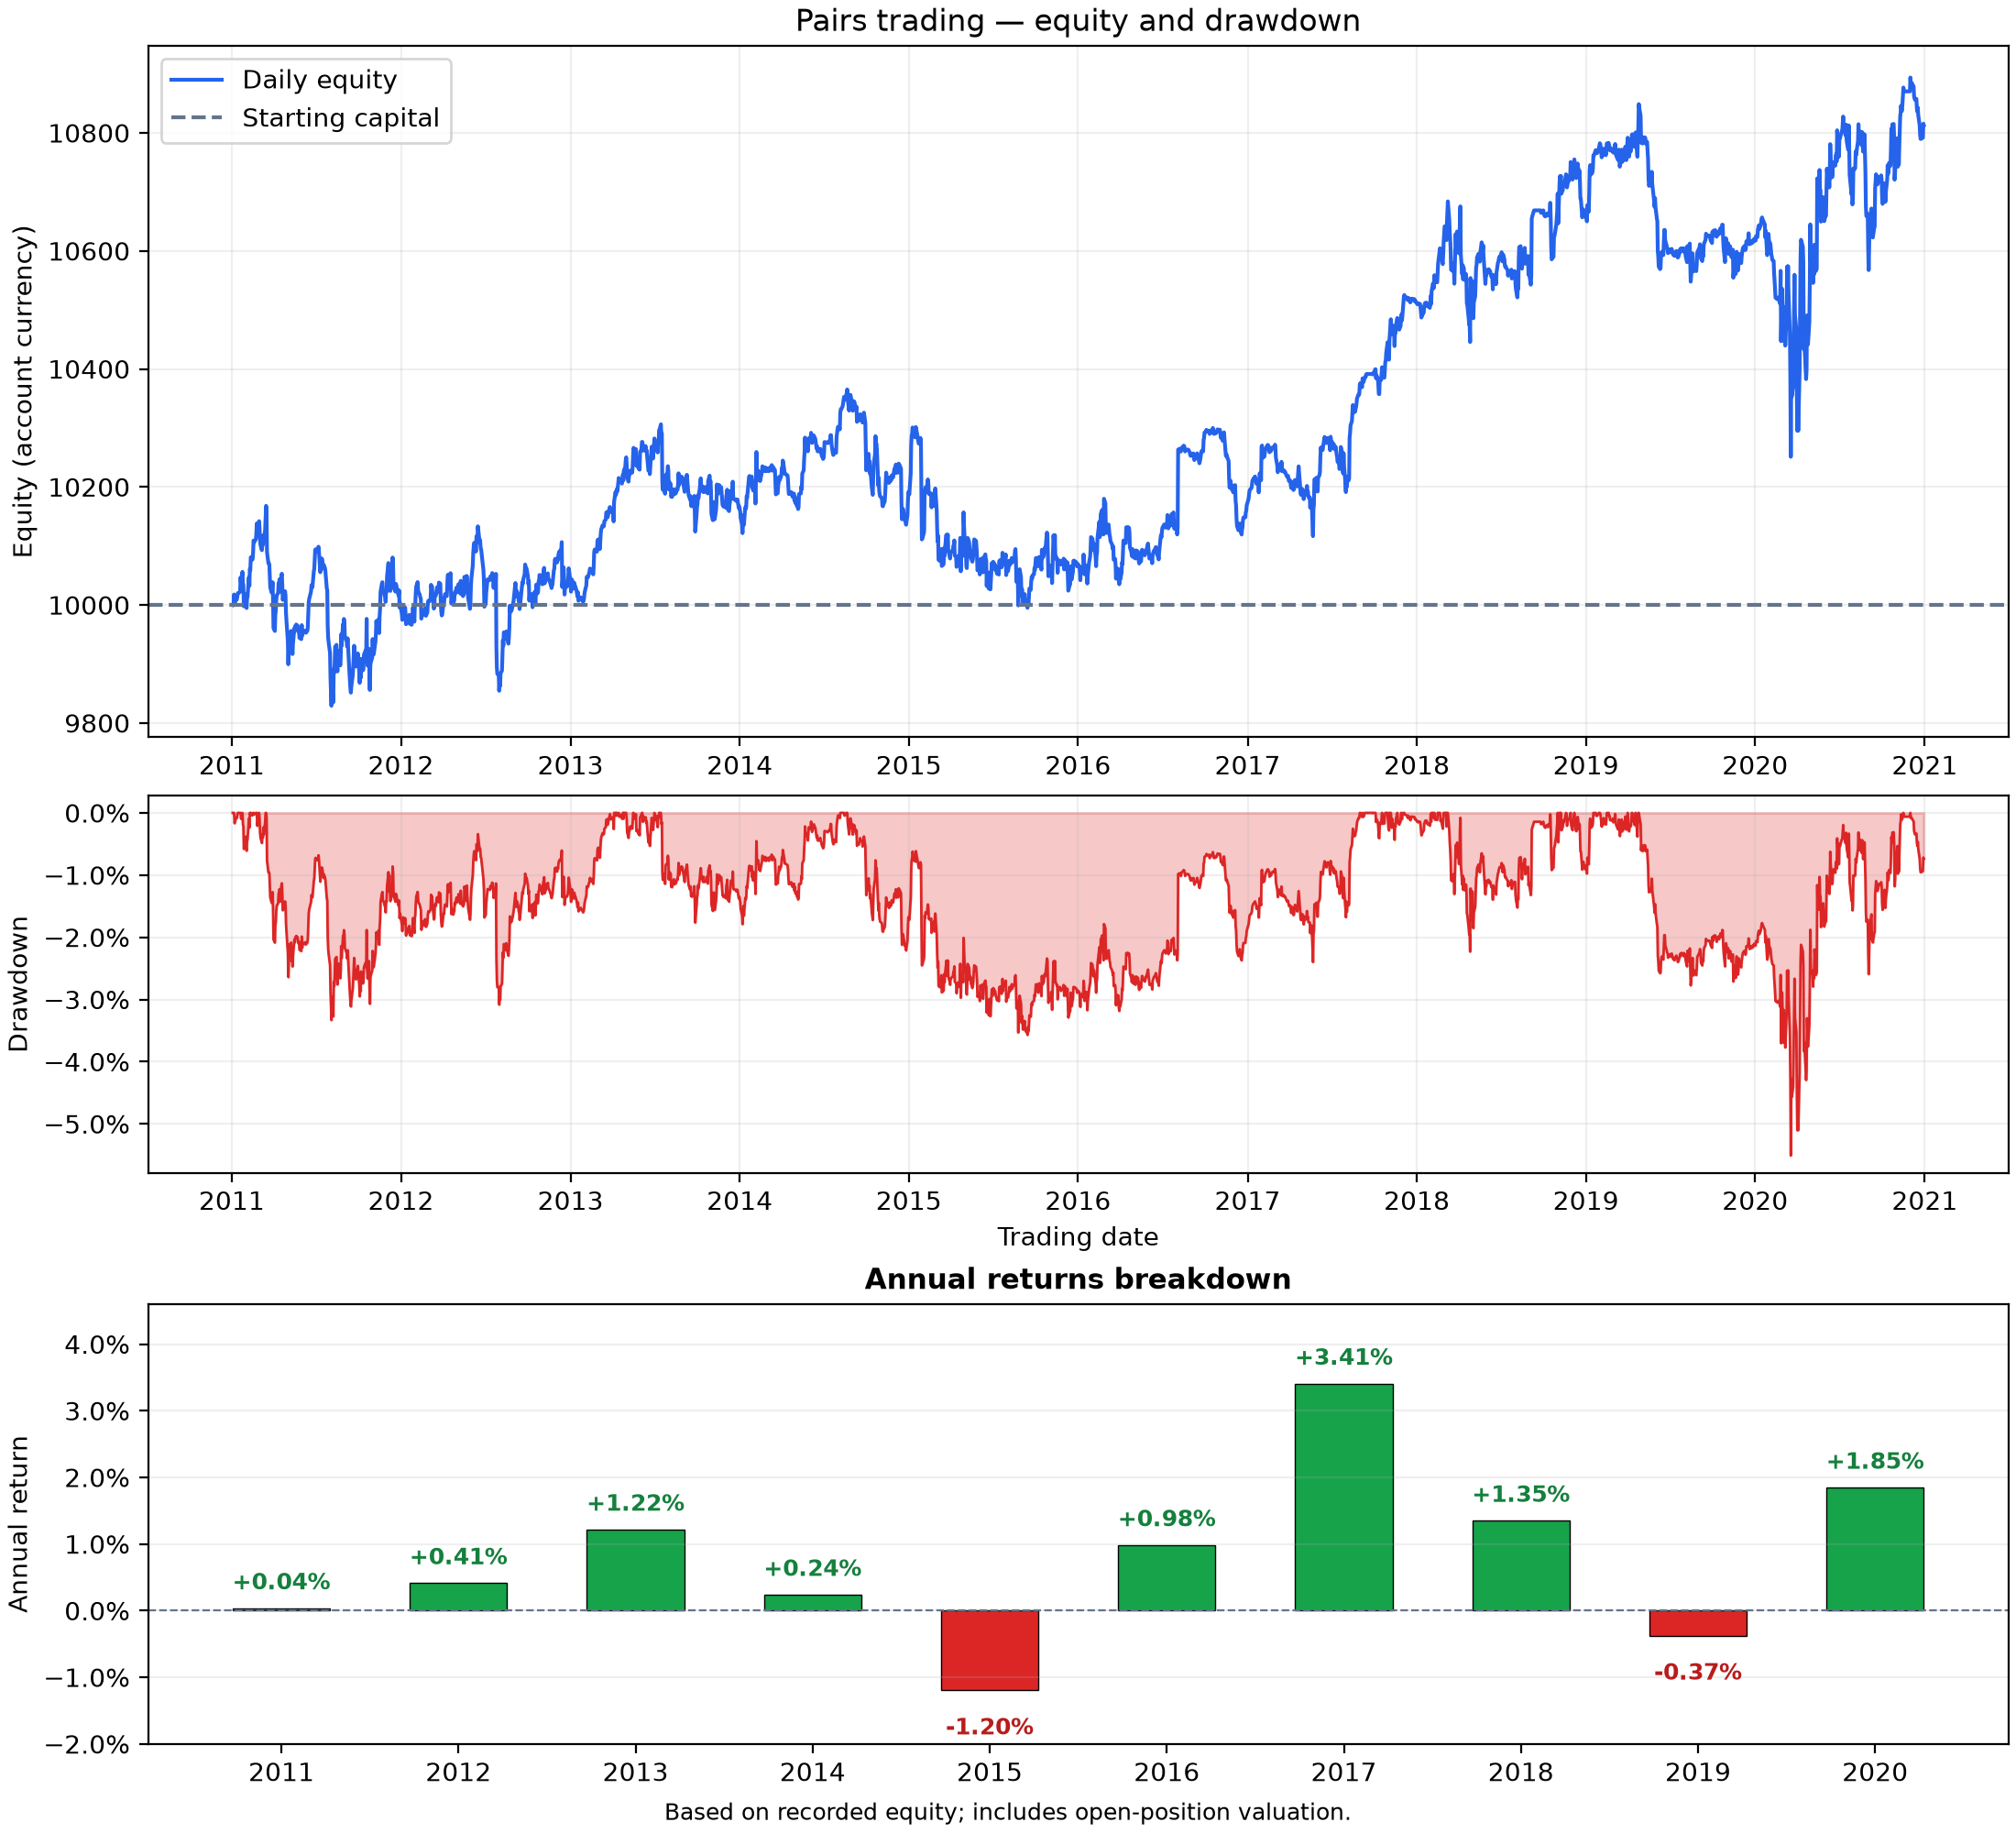 Pairs trading — equity and drawdown
Daily equity
Starting capital
Equity (account currency)
10800
10600
10400
10200
10000
9800
2011 2012 2013 2014 2015 2016 2017 2018 2019 2020 2021
Drawdown
0.0%
−1.0%
−2.0%
−3.0%
−4.0%
−5.0%
2011 2012 2013 2014 2015 2016 2017 2018 2019 2020 2021
Trading date
Annual returns breakdown
Annual return
4.0%
3.0%
2.0%
1.0%
0.0%
−1.0%
−2.0%
+0.04%
+0.41%
+1.22%
+0.24%
-1.20%
+0.98%
+3.41%
+1.35%
-0.37%
+1.85%
2011 2012 2013 2014 2015 2016 2017 2018 2019 2020
Based on recorded equity; includes open-position valuation.